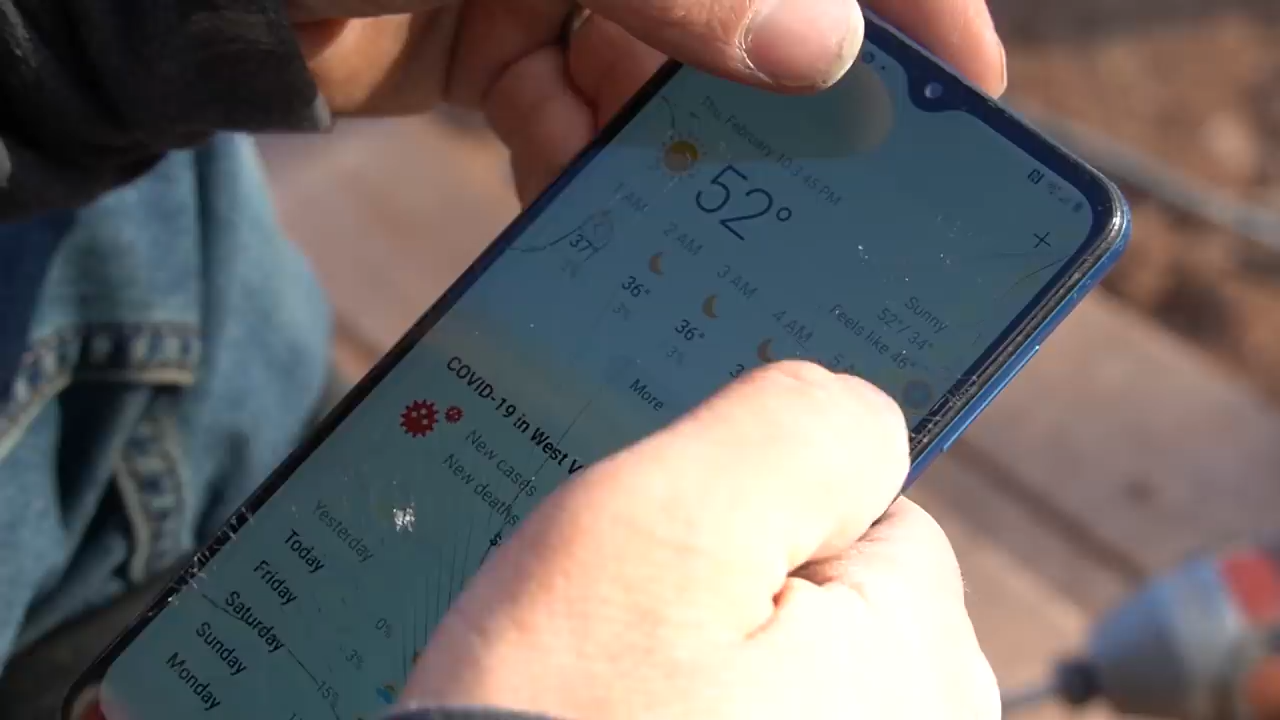 Thu, February 10 3:45 PM
52°
Sunny
52°/ 34°
Feels like 46°
1 AM
2 AM
3 AM
4 AM
37°
36°
36°
3%
3%
More
COVID-19 in West V
New cases
New deaths
Yesterday
Today
Friday
0%
Saturday
3%
Sunday
15%
Monday